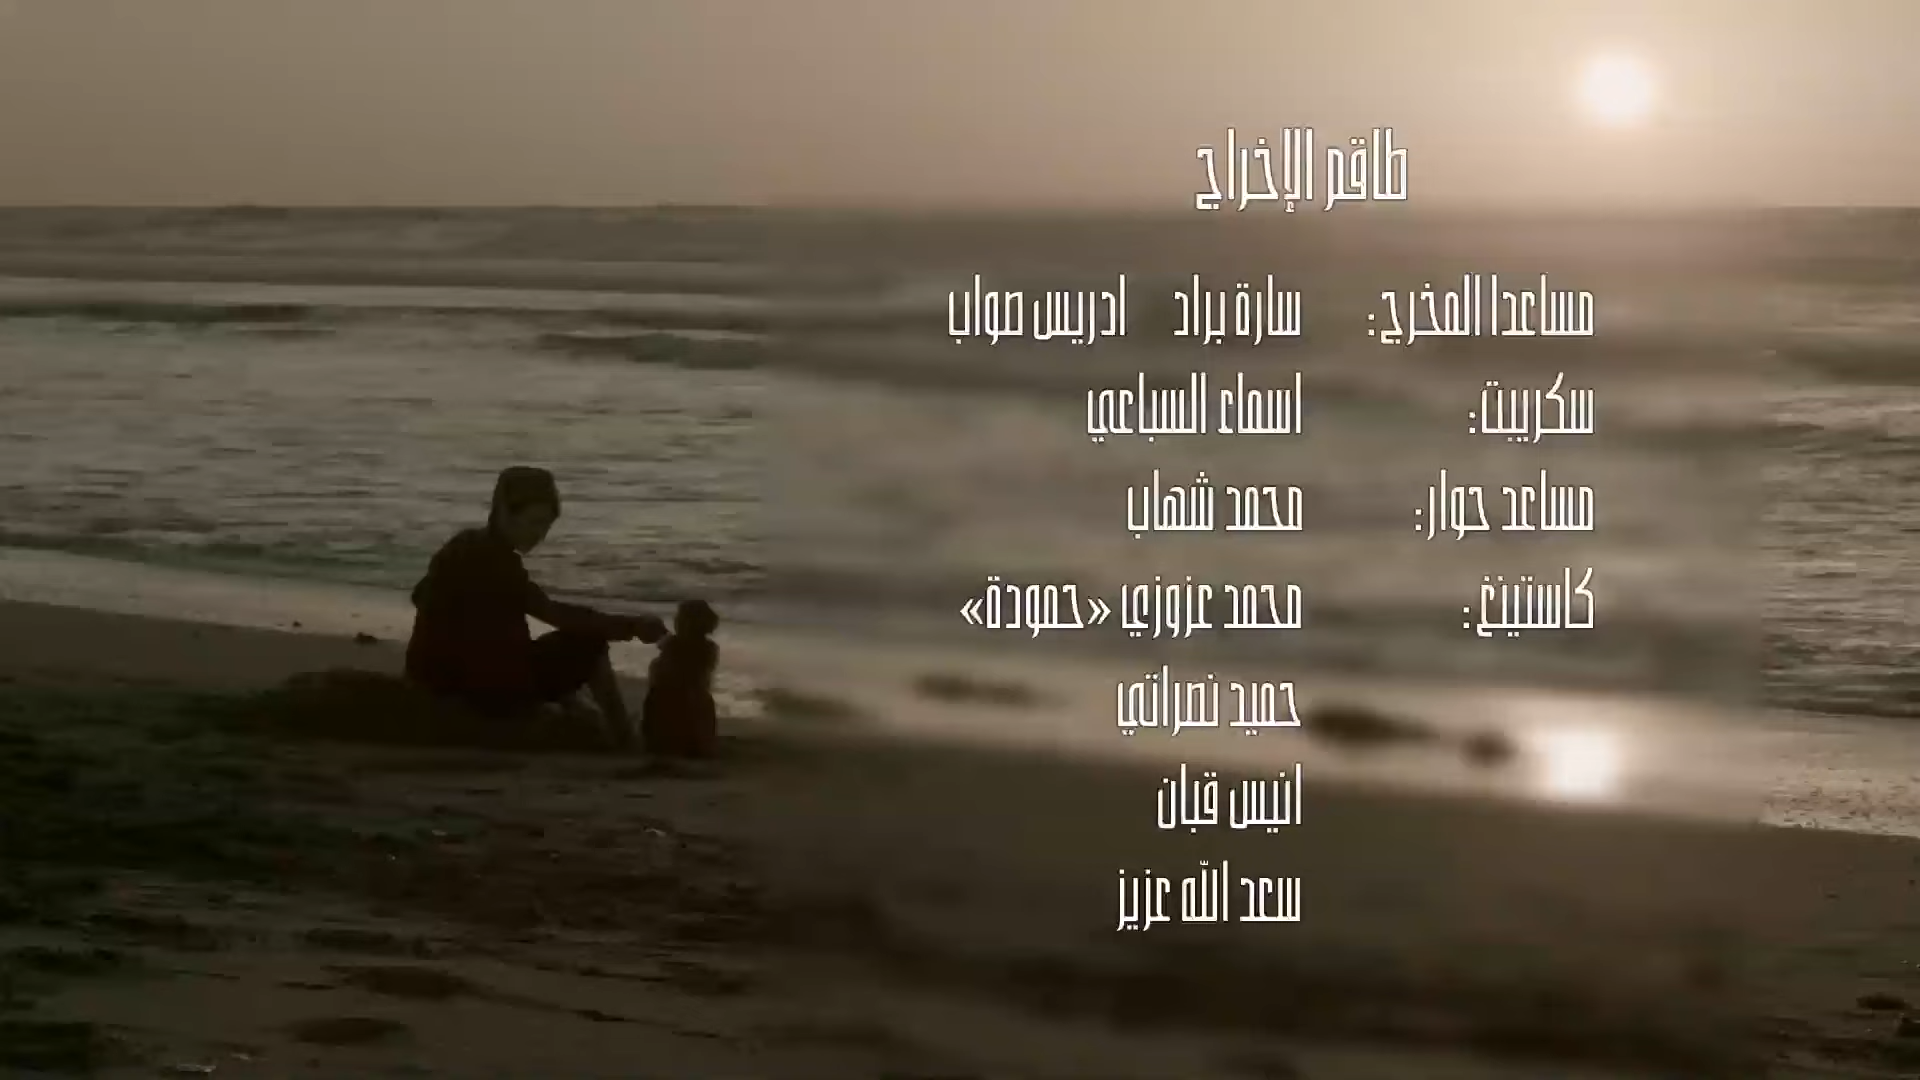 طاقم الإخراج
مساعدا المخرج: سارة براد ادريس صواب
سكريبت: اسماء السباعي
مساعد حوار: محمد شهاب
كاستينغ: محمد عزوزي «حمودة»
حميد نصراتي
انيس قبان
سعد الله عزيز